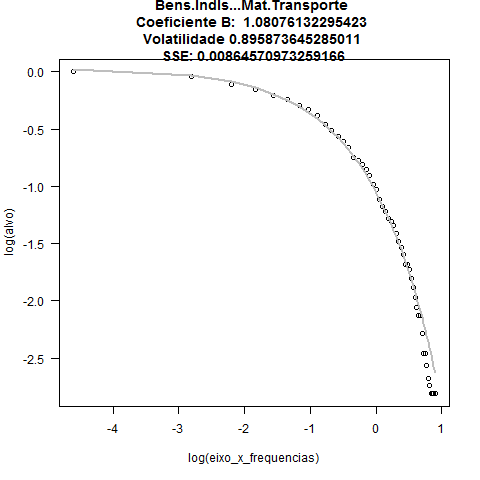 Bens.Indis...Mat.Transporte
Coeficiente B: 1.08076132295423
Volatilidade 0.895873645285011
SSE: 0.00864570973259166
0.0
-0.5
-1.0
-1.5
-2.0
-2.5
log(alvo)
-4
-3
-2
-1
0
1
log(eixo_x_frequencias)